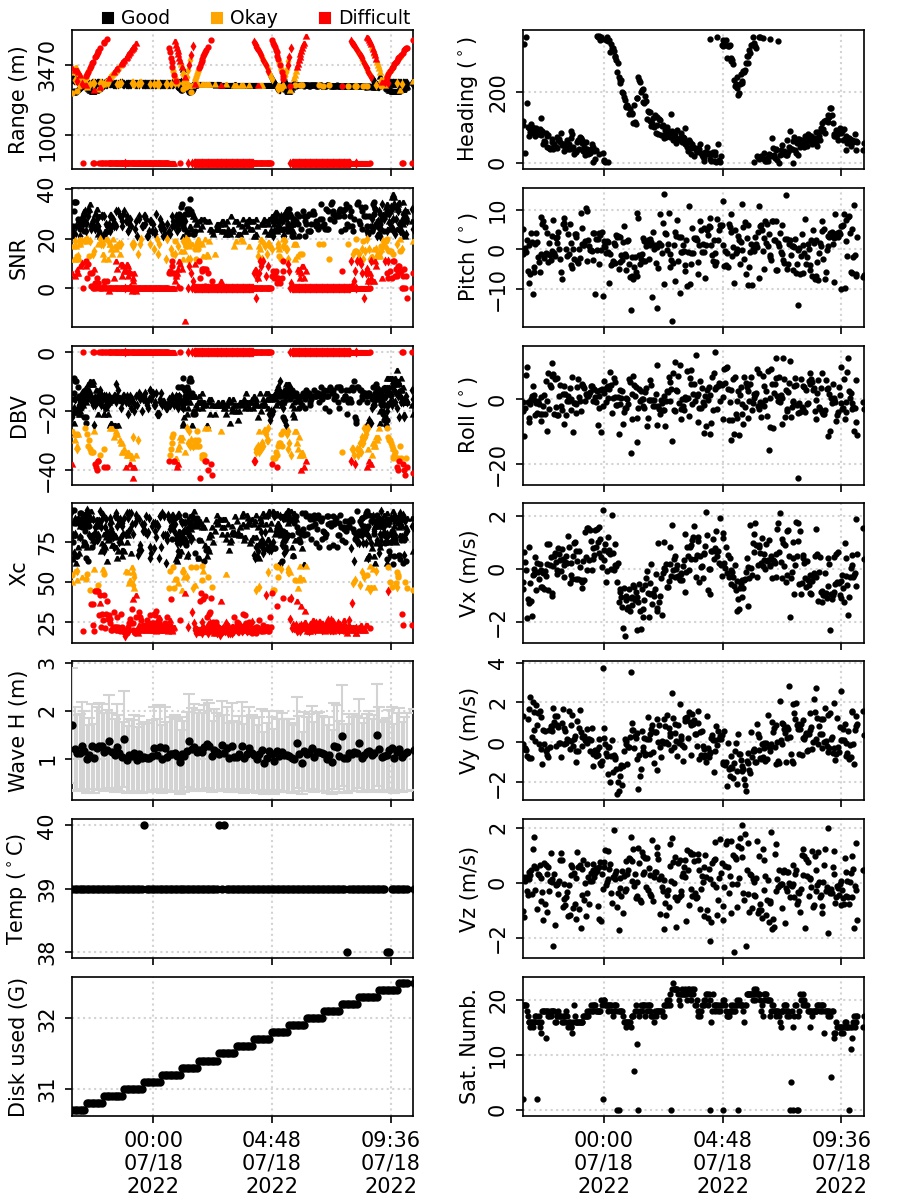 Good Okay Difficult
Range (m)
3470
1000
Heading (°)
200
0
SNR
40
20
0
Pitch (°)
10
0
−10
DBV
0
−20
−40
Roll (°)
0
−20
Xc
75
50
25
Vx (m/s)
2
0
−2
Wave H (m)
3
2
1
Vy (m/s)
4
2
0
−2
Temp (°C)
40
39
38
Vz (m/s)
2
0
−2
Disk used (G)
32
31
Sat. Numb.
20
10
0
00:00 04:48 09:36
07/18 07/18 07/18
2022 2022 2022
00:00 04:48 09:36
07/18 07/18 07/18
2022 2022 2022